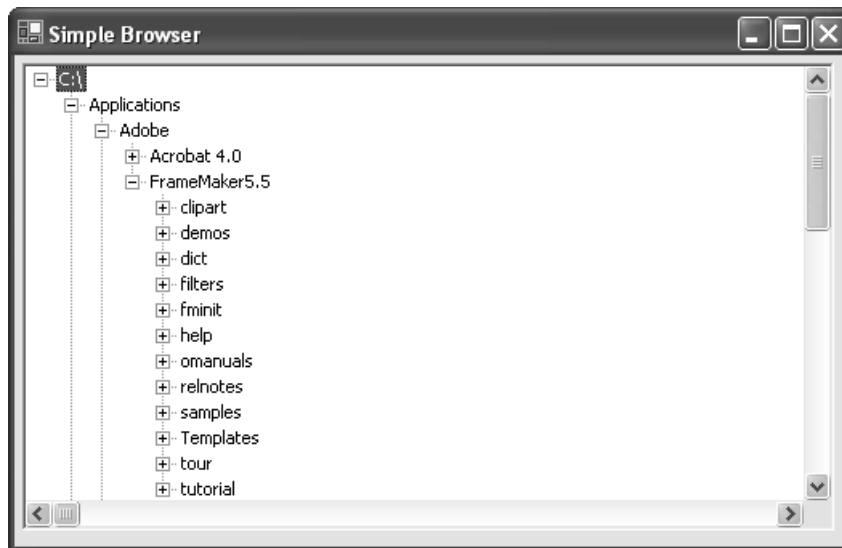 Simple Browser
C:\
Applications
Adobe
Acrobat 4.0
FrameMaker5.5
clipart
demos
dict
filters
fminit
help
omanuals
relnotes
samples
Templates
tour
tutorial